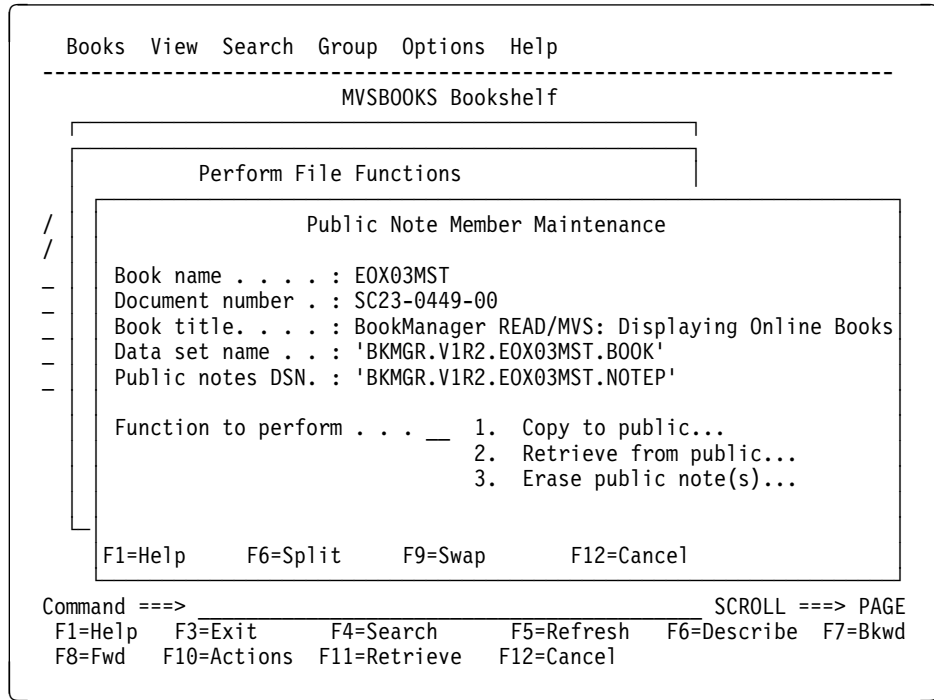 Books View Search Group Options Help
--------------------------------------------------------------------------
MVSBOOKS Bookshelf
Perform File Functions
/ Public Note Member Maintenance
/
_ Book name . . . . : EOX03MST
_ Document number . : SC23-0449-00
_ Book title. . . . : BookManager READ/MVS: Displaying Online Books
_ Data set name . . : 'BKMGR.V1R2.EOX03MST.BOOK'
_ Public notes DSN. : 'BKMGR.V1R2.EOX03MST.NOTEP'
Function to perform . . . __ 1. Copy to public...
2. Retrieve from public...
3. Erase public note(s)...
F1=Help F6=Split F9=Swap F12=Cancel
Command ===> __________________________________________ SCROLL ===> PAGE
F1=Help F3=Exit F4=Search F5=Refresh F6=Describe F7=Bkwd
F8=Fwd F10=Actions F11=Retrieve F12=Cancel